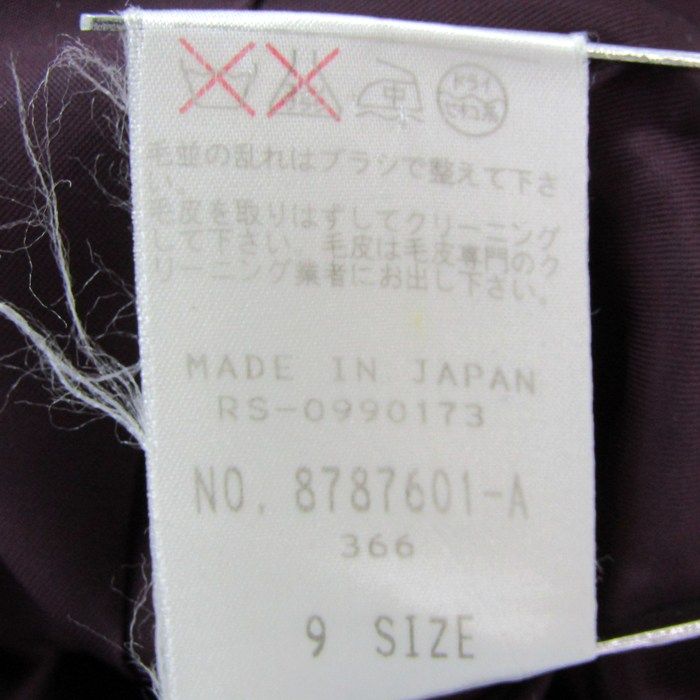 ドライ
中
毛並の乱れはブラシで整えて下さ
い。
毛皮を取りはずしてクリーニング
して下さい。毛皮は毛皮専門のク
リーニング業者にお出し下さい。
MADE IN JAPAN
RS-0990173
NO. 8787601-A
366
9 SIZE